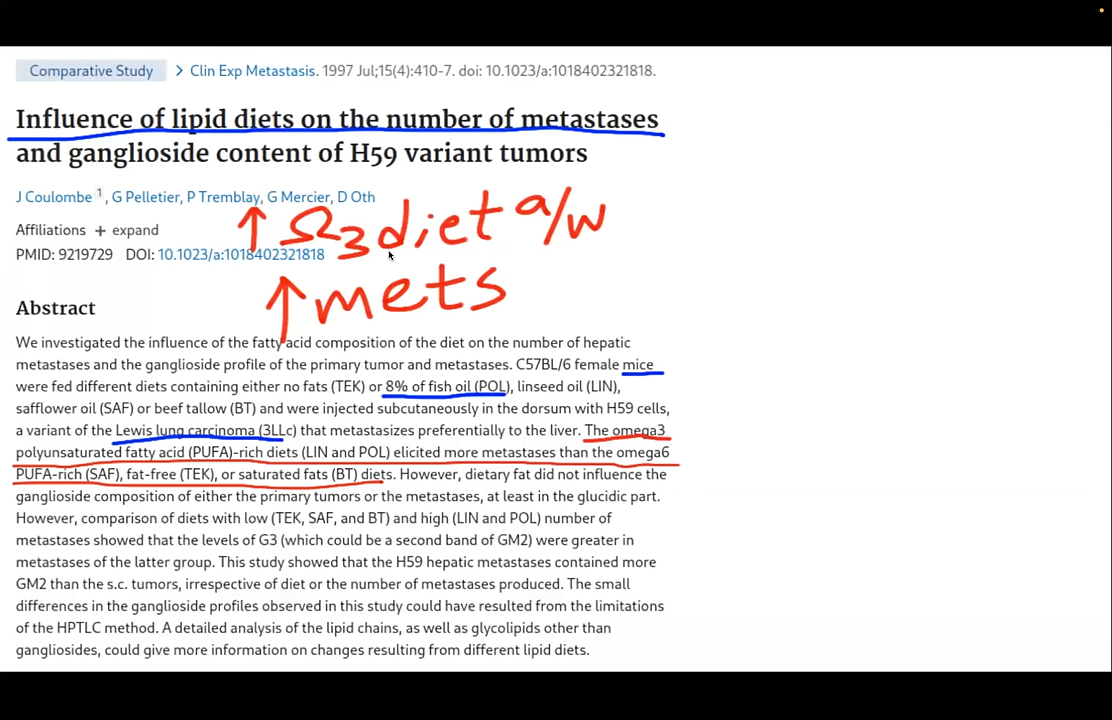 Comparative Study > Clin Exp Metastasis. 1997 Jul;15(4):410-7. doi: 10.1023/a:1018402321818.
Influence of lipid diets on the number of metastases
and ganglioside content of H59 variant tumors
J Coulombe 1, G Pelletier, P Tremblay, G Mercier, D Oth
↑ Ω3 diet a/w
Affiliations + expand
PMID: 9219729 DOI: 10.1023/a:1018402321818
↑ mets
Abstract
We investigated the influence of the fatty acid composition of the diet on the number of hepatic
metastases and the ganglioside profile of the primary tumor and metastases. C57BL/6 female mice
were fed different diets containing either no fats (TEK) or 8% of fish oil (POL), linseed oil (LIN),
safflower oil (SAF) or beef tallow (BT) and were injected subcutaneously in the dorsum with H59 cells,
a variant of the Lewis lung carcinoma (3LLc) that metastasizes preferentially to the liver. The omega3
polyunsaturated fatty acid (PUFA)-rich diets (LIN and POL) elicited more metastases than the omega6
PUFA-rich (SAF), fat-free (TEK), or saturated fats (BT) diets. However, dietary fat did not influence the
ganglioside composition of either the primary tumors or the metastases, at least in the glucidic part.
However, comparison of diets with low (TEK, SAF, and BT) and high (LIN and POL) number of
metastases showed that the levels of G3 (which could be a second band of GM2) were greater in
metastases of the latter group. This study showed that the H59 hepatic metastases contained more
GM2 than the s.c. tumors, irrespective of diet or the number of metastases produced. The small
differences in the ganglioside profiles observed in this study could have resulted from the limitations
of the HPTLC method. A detailed analysis of the lipid chains, as well as glycolipids other than
gangliosides, could give more information on changes resulting from different lipid diets.